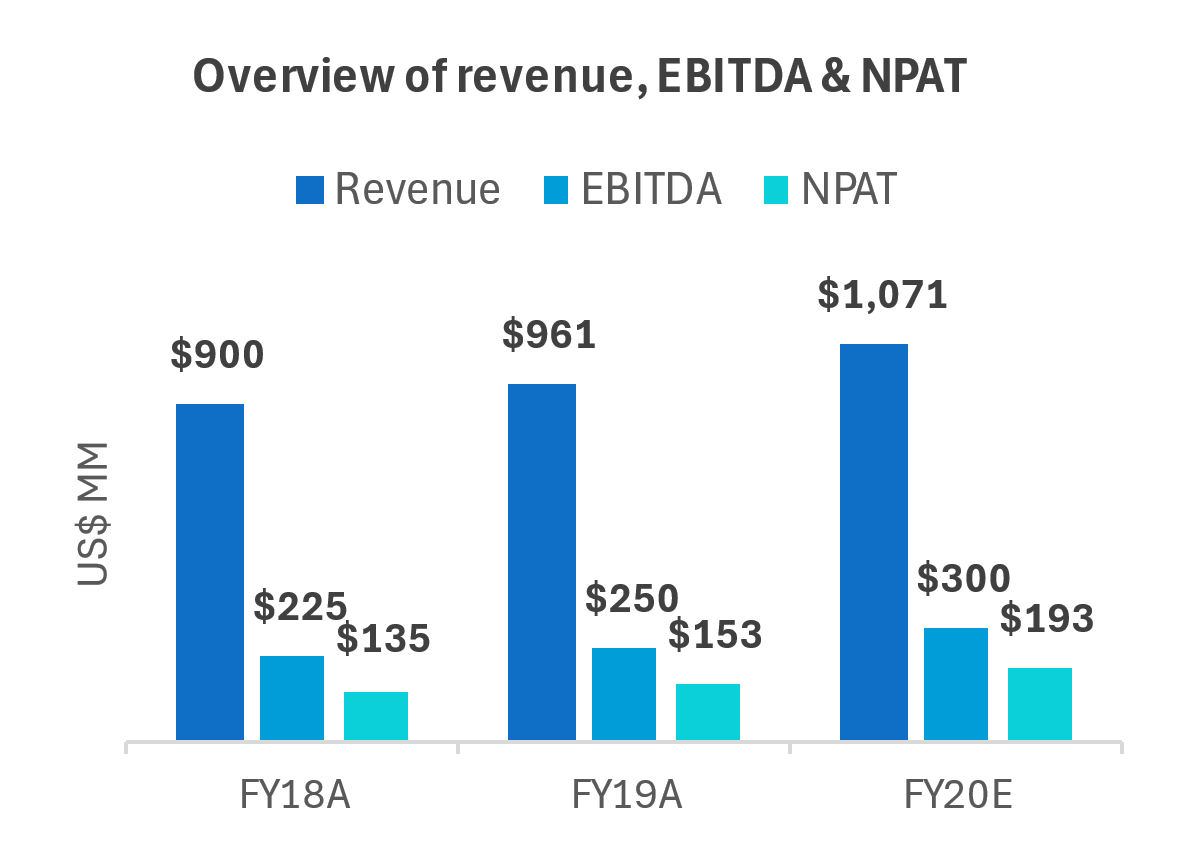 Overview of revenue, EBITDA & NPAT
Revenue EBITDA NPAT
US$ MM
$900
$225
$135
$961
$250
$153
$1,071
$300
$193
FY18A FY19A FY20E